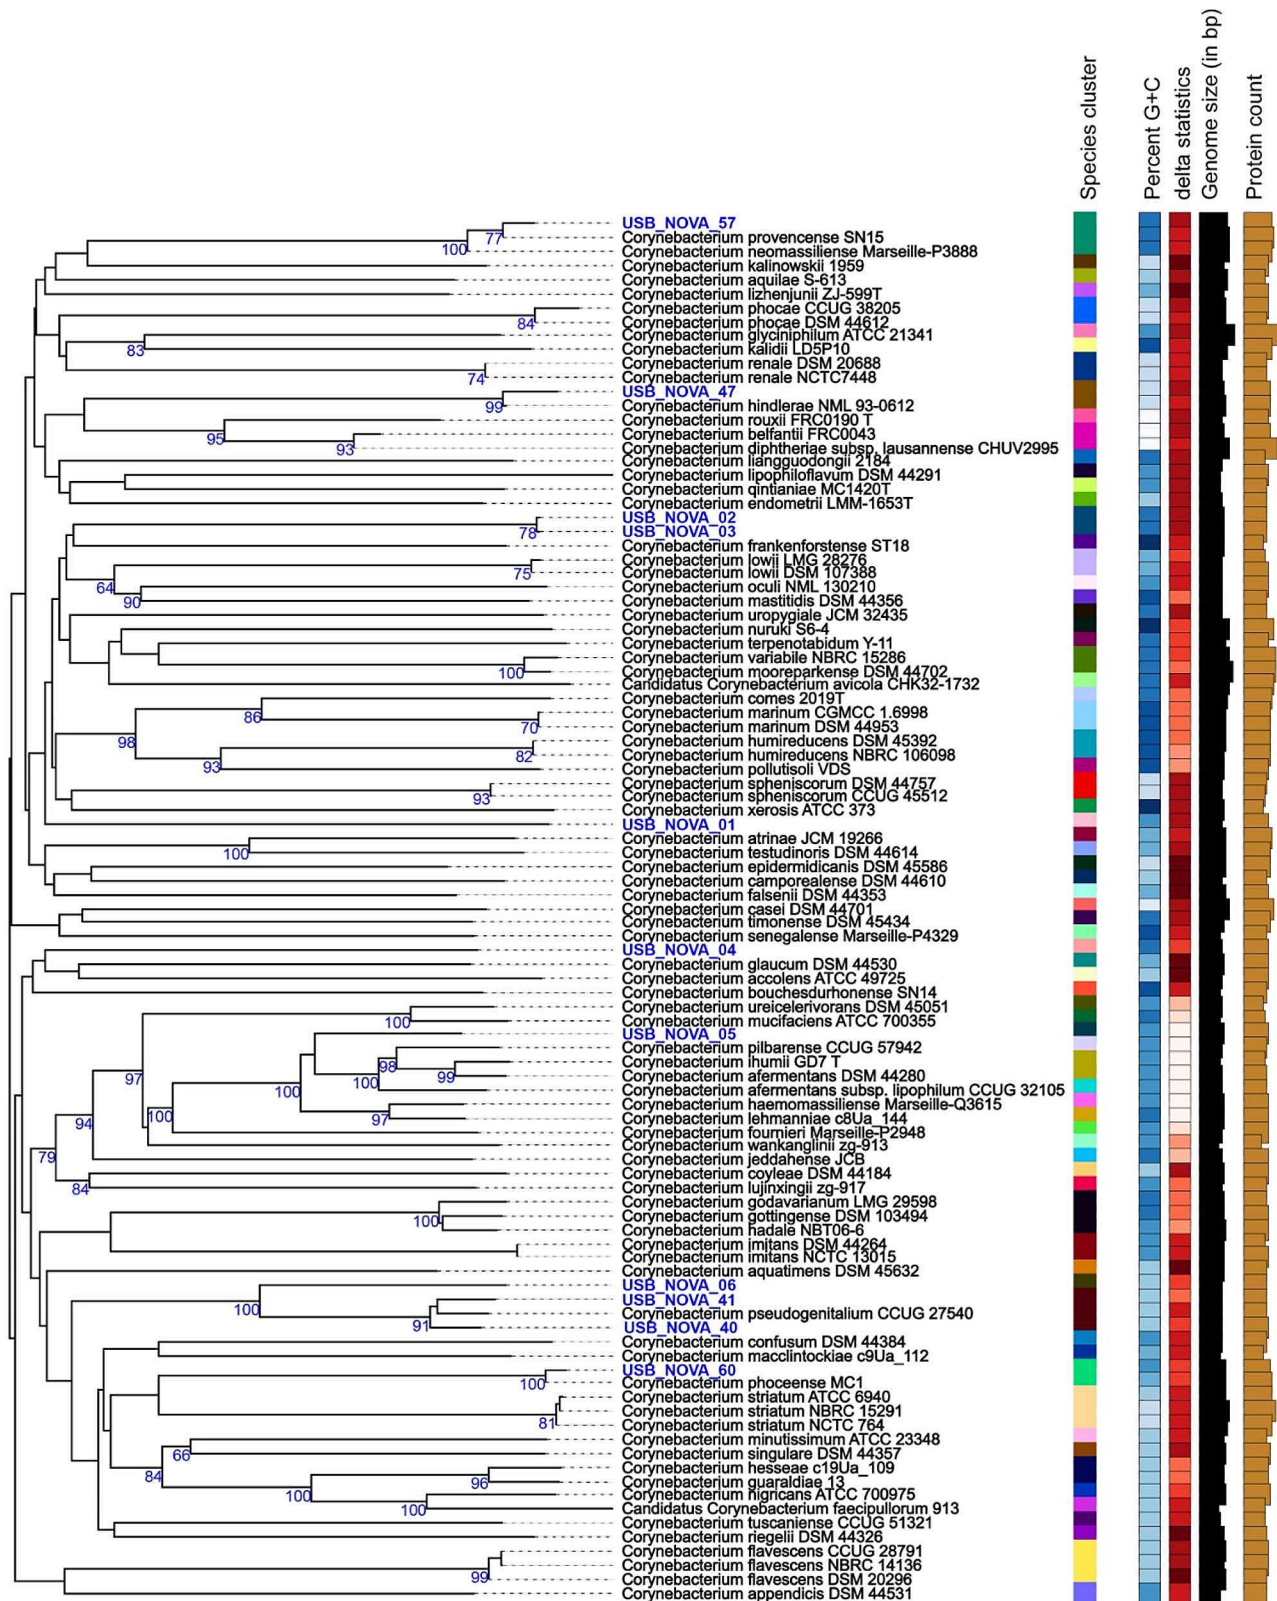 Species cluster
Percent G+C
delta statistics
Genome size (in bp)
Protein count
USB_NOVA_57
77
Corynebacterium provencense SN15
100
Corynebacterium neomassiliense Marseille-P3888
Corynebacterium kalinowskii 1959
Corynebacterium aquilae S-613
Corynebacterium lizhenjunii ZJ-599T
Corynebacterium phocae CCUG 38205
84
Corynebacterium phocae DSM 44612
Corynebacterium glyciniphilum ATCC 21341
83
Corynebacterium kalidii LD5P10
Corynebacterium renale DSM 20688
74
Corynebacterium renale NCTC7448
USB_NOVA_47
99
Corynebacterium hindlerae NML 93-0612
Corynebacterium rouxii FRC0190 T
95
Corynebacterium belfantii FRC0043
93
Corynebacterium diphtheriae subsp. lausannense CHUV2995
Corynebacterium liangguodongii 2184
Corynebacterium lipophiloflavum DSM 44291
Corynebacterium qintianiae MC1420T
Corynebacterium endometrii LMM-1653T
USB_NOVA_02
78
USB_NOVA_03
Corynebacterium frankenforstense ST18
Corynebacterium lowii LMG 28276
75
Corynebacterium lowii DSM 107388
64
Corynebacterium oculi NML 130210
90
Corynebacterium mastitidis DSM 44356
Corynebacterium uropygiale JCM 32435
Corynebacterium nuruki S6-4
Corynebacterium terpenotabidum Y-11
Corynebacterium variabile NBRC 15286
100
Corynebacterium mooreparkense DSM 44702
Candidatus Corynebacterium avicola CHK32-1732
Corynebacterium comes 2019T
86
Corynebacterium marinum CGMCC 1.6998
70
Corynebacterium marinum DSM 44953
98
Corynebacterium humireducens DSM 45392
82
Corynebacterium humireducens NBRC 106098
93
Corynebacterium pollutisoli VDS
Corynebacterium spheniscorum DSM 44757
93
Corynebacterium spheniscorum CCUG 45512
Corynebacterium xerosis ATCC 373
USB_NOVA_01
Corynebacterium atrinae JCM 19266
100
Corynebacterium testudinoris DSM 44614
Corynebacterium epidermidicanis DSM 45586
Corynebacterium camporealense DSM 44610
Corynebacterium falsenii DSM 44353
Corynebacterium casei DSM 44701
Corynebacterium timonense DSM 45434
Corynebacterium senegalense Marseille-P4329
USB_NOVA_04
Corynebacterium glaucum DSM 44530
Corynebacterium accolens ATCC 49725
Corynebacterium bouchesdurhonense SN14
Corynebacterium ureicelerivorans DSM 45051
100
Corynebacterium mucifaciens ATCC 700355
USB_NOVA_05
Corynebacterium pilbarense CCUG 57942
98
Corynebacterium ihumii GD7 T
97
100
99
Corynebacterium afermentans DSM 44280
100
Corynebacterium afermentans subsp. lipophilum CCUG 32105
Corynebacterium haemomassiliense Marseille-Q3615
100
97
Corynebacterium lehmanniae c8Ua_144
94
Corynebacterium fournieri Marseille-P2948
Corynebacterium wankanglinii zg-913
79
Corynebacterium jeddahense JCB
Corynebacterium coyleae DSM 44184
84
Corynebacterium lujinxingii zg-917
Corynebacterium godavarianum LMG 29598
100
Corynebacterium gottingense DSM 103494
Corynebacterium hadale NBT06-6
Corynebacterium imitans DSM 44264
Corynebacterium imitans NCTC 13015
Corynebacterium aquatimens DSM 45632
USB_NOVA_06
100
USB_NOVA_41
Corynebacterium pseudogenitalium CCUG 27540
91
USB_NOVA_40
Corynebacterium confusum DSM 44384
Corynebacterium macclintockiae c9Ua_112
USB_NOVA_60
100
Corynebacterium phoceense MC1
Corynebacterium striatum ATCC 6940
Corynebacterium striatum NBRC 15291
81
Corynebacterium striatum NCTC 764
Corynebacterium minutissimum ATCC 23348
66
Corynebacterium singulare DSM 44357
84
Corynebacterium hesseae c19Ua_109
96
Corynebacterium guaraldiae 13
100
Corynebacterium nigricans ATCC 700975
100
Candidatus Corynebacterium faecipullorum 913
Corynebacterium tuscaniense CCUG 51321
Corynebacterium riegelii DSM 44326
Corynebacterium flavescens CCUG 28791
Corynebacterium flavescens NBRC 14136
99
Corynebacterium flavescens DSM 20296
Corynebacterium appendicis DSM 44531